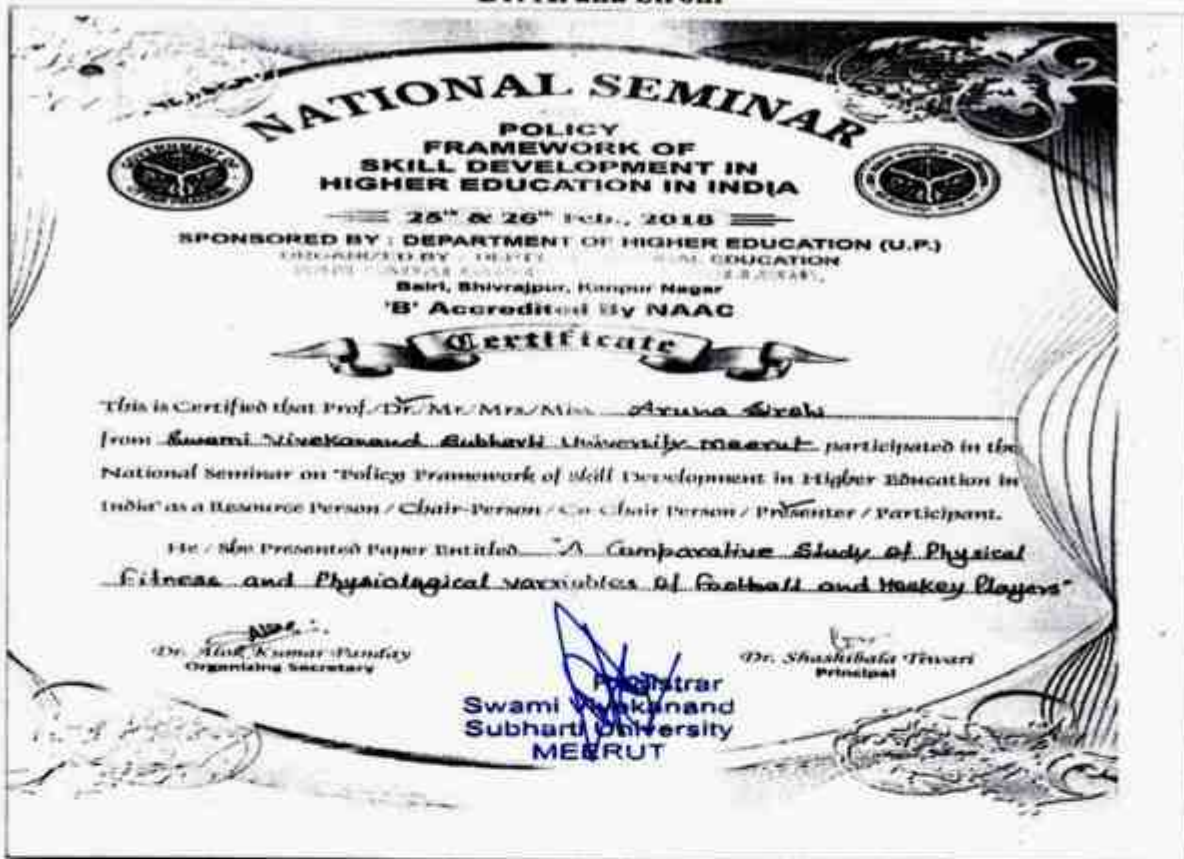 NATIONAL SEMINAR
POLICY
FRAMEWORK OF
SKILL DEVELOPMENT IN
HIGHER EDUCATION IN INDIA
25th & 26th Feb., 2018
SPONSORED BY : DEPARTMENT OF HIGHER EDUCATION (U.P.)
ORGANIZED BY : DEPTT. EDUCATION
Bairi, Shivrajpur, Kanpur Nagar
'B' Accredited By NAAC
Certificate
This is Certified that Prof./Dr./Mr./Mrs./Miss. Aruna
from Swami Vivekanand Subharti University meerut participated in the
National Seminar on "Policy Framework of Skill Development in Higher Education in
India" as a Resource Person / Chair-Person / Co-Chair Person / Presenter / Participant.
He / She Presented Paper Entitled "A Comparative Study of Physical
Fitness and Physiological variables of Football and Hockey Players"
Dr. Alok Kumar Panday
Organizing Secretary
Dr. Shashibala Tiwari
Principal
Registrar
Swami Vivekanand
Subharti University
MEERUT